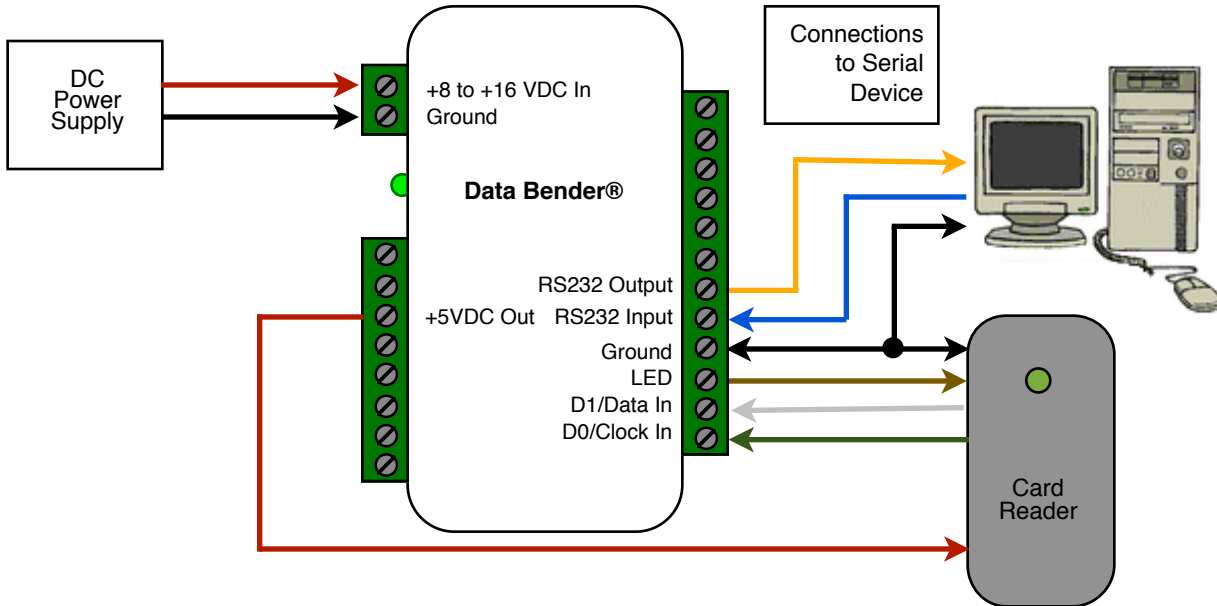 DC
Power
Supply
+8 to +16 VDC In
Ground
Data Bender®
+5VDC Out
RS232 Output
RS232 Input
Ground
LED
D1/Data In
D0/Clock In
Connections
to Serial
Device
Card
Reader